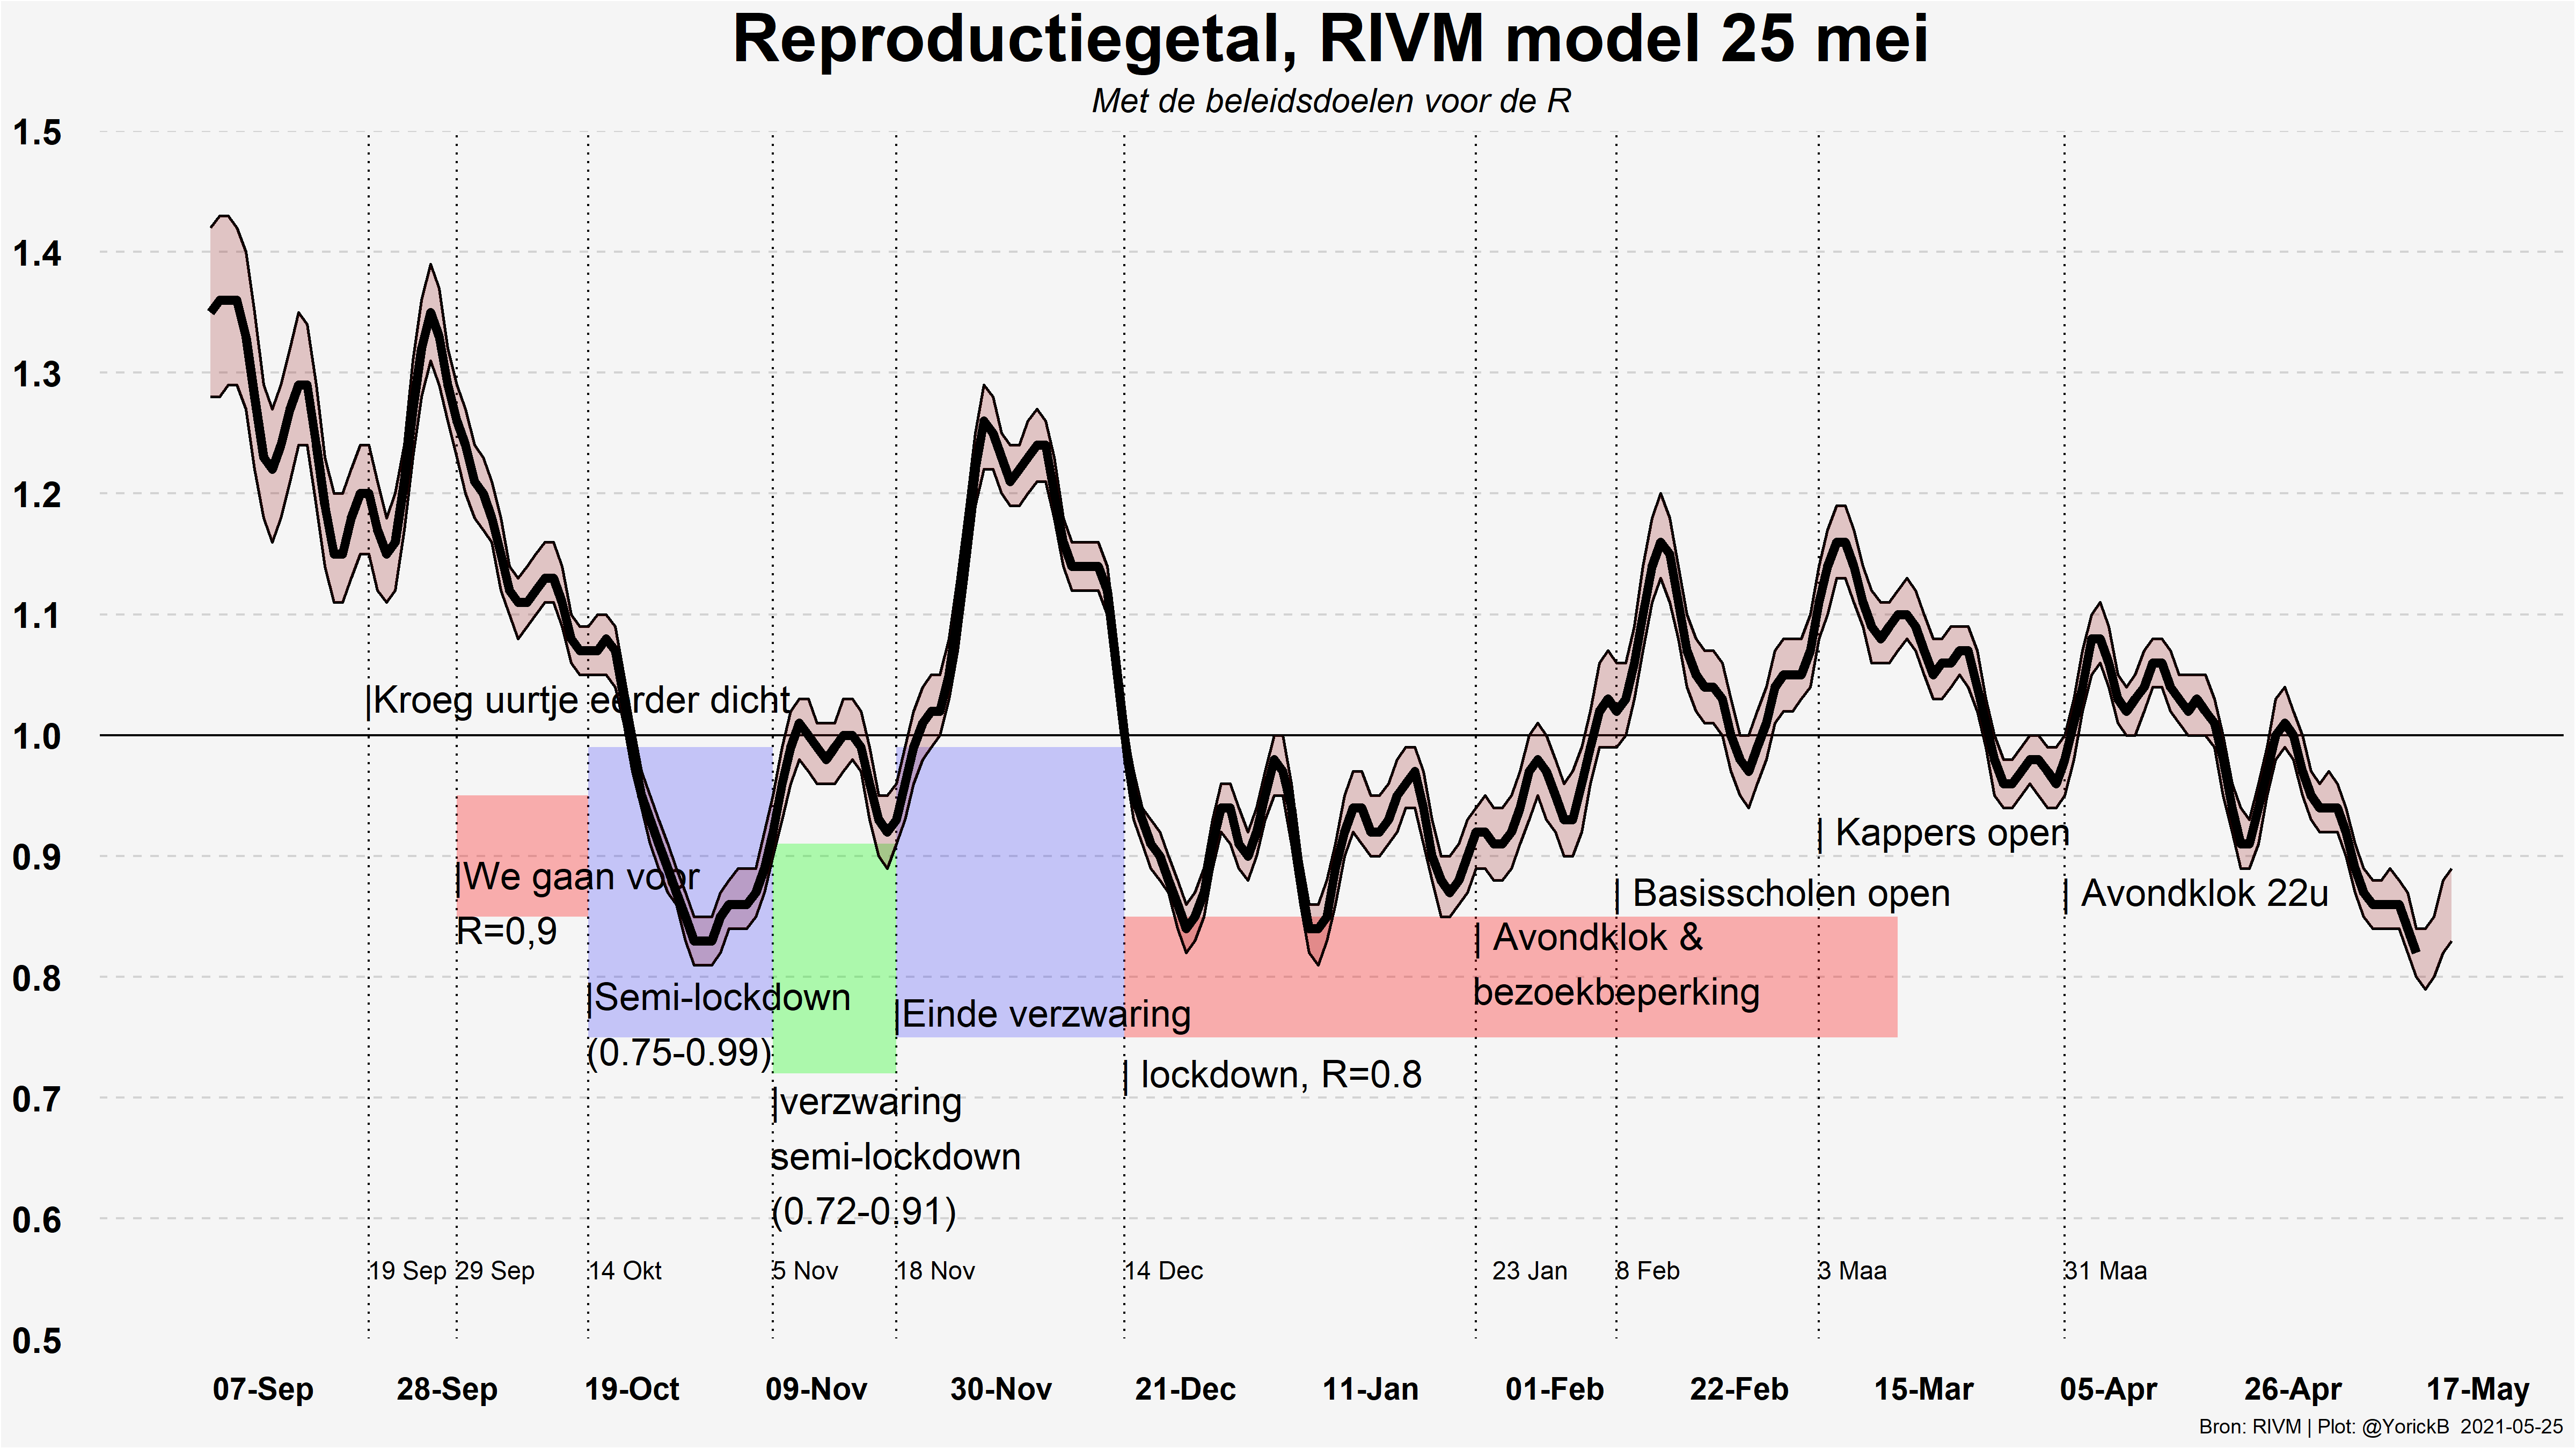 Reproductiegetal, RIVM model 25 mei
Met de beleidsdoelen voor de R
1.5
1.4
1.3
1.2
1.1
1.0
0.9
0.8
0.7
0.6
0.5
|Kroeg uurtje eerder dicht
|We gaan voor
R=0,9
|Semi-lockdown
(0.75-0.99)
|verzwaring
semi-lockdown
(0.72-0.91)
|Einde verzwaring
| lockdown, R=0.8
| Avondklok &
bezoekbeperking
| Basisscholen open
| Kappers open
| Avondklok 22u
19 Sep
29 Sep
14 Okt
5 Nov
18 Nov
14 Dec
23 Jan
8 Feb
3 Maa
31 Maa
07-Sep
28-Sep
19-Oct
09-Nov
30-Nov
21-Dec
11-Jan
01-Feb
22-Feb
15-Mar
05-Apr
26-Apr
17-May
Bron: RIVM | Plot: @YorickB  2021-05-25